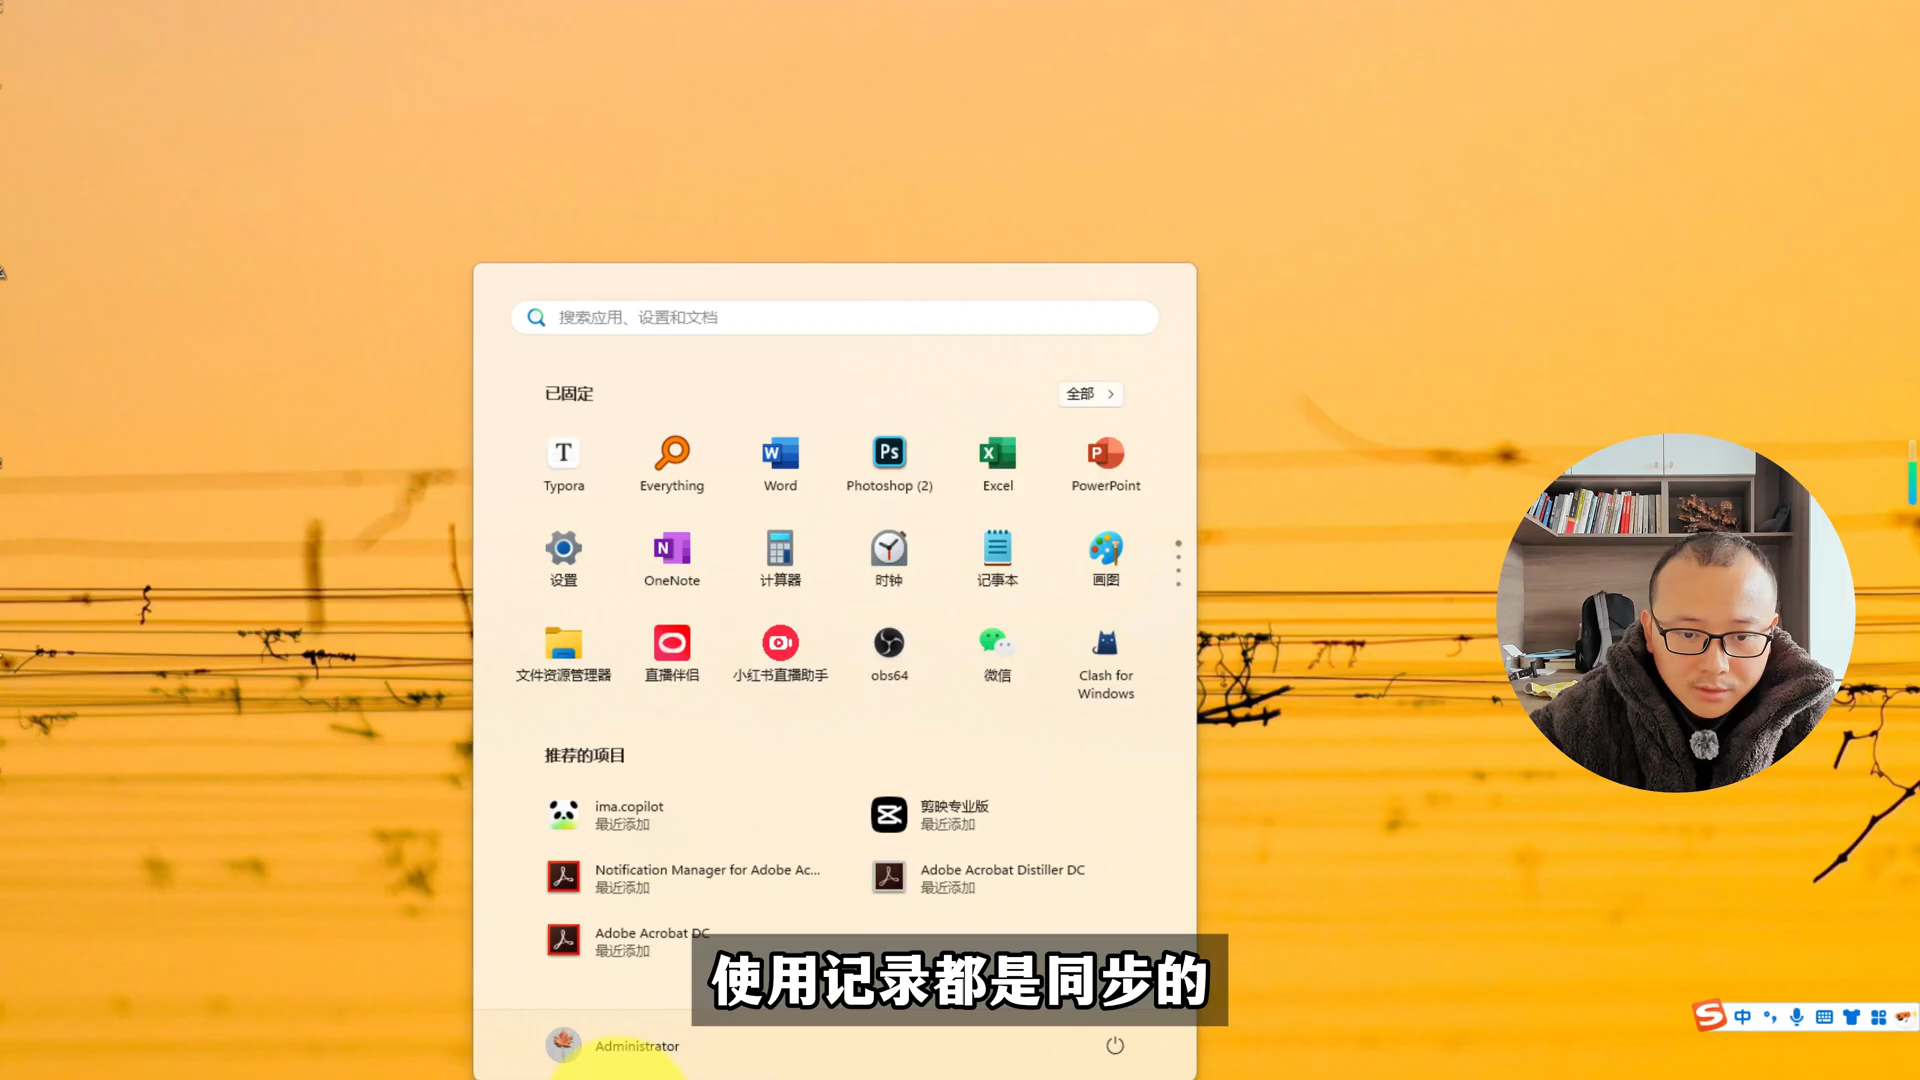 搜索应用、设置和文档
已固定
全部
T
W
Ps
X
P
Typora
Everything
Word
Photoshop (2)
Excel
PowerPoint
N
设置
OneNote
计算器
时钟
记事本
画图
文件资源管理器
直播伴侣
小红书直播助手
obs64
微信
Clash for
Windows
推荐的项目
ima.copilot
最近添加
剪映专业版
最近添加
Notification Manager for Adobe Ac...
最近添加
Adobe Acrobat Distiller DC
最近添加
Adobe Acrobat DC
最近添加
使用记录都是同步的
Administrator
S 中